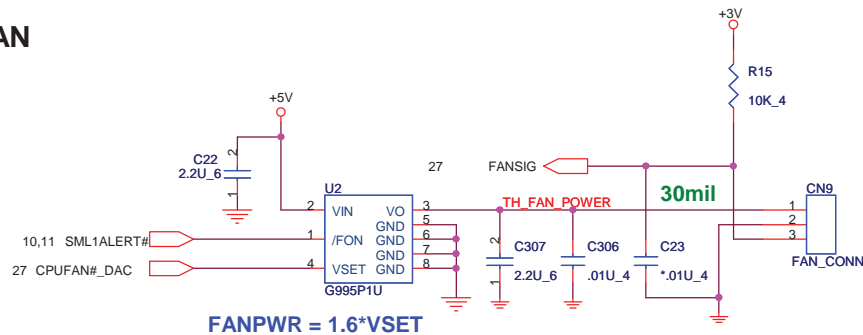 AN
+3V
R15
10K_4
+5V
C22
2.2U_6
2
1
27
FANSIG
U2
CN9
2
VIN
VO
3
TH_FAN_POWER
30mil
1
GND
5
2
10,11 SML1ALERT#
1
/FON
GND
6
3
GND
7
27 CPUFAN#_DAC
4
VSET
GND
8
G995P1U
2
1
C307
2.2U_6
C306
.01U_4
C23
*.01U_4
FAN_CONN
FANPWR = 1.6*VSET